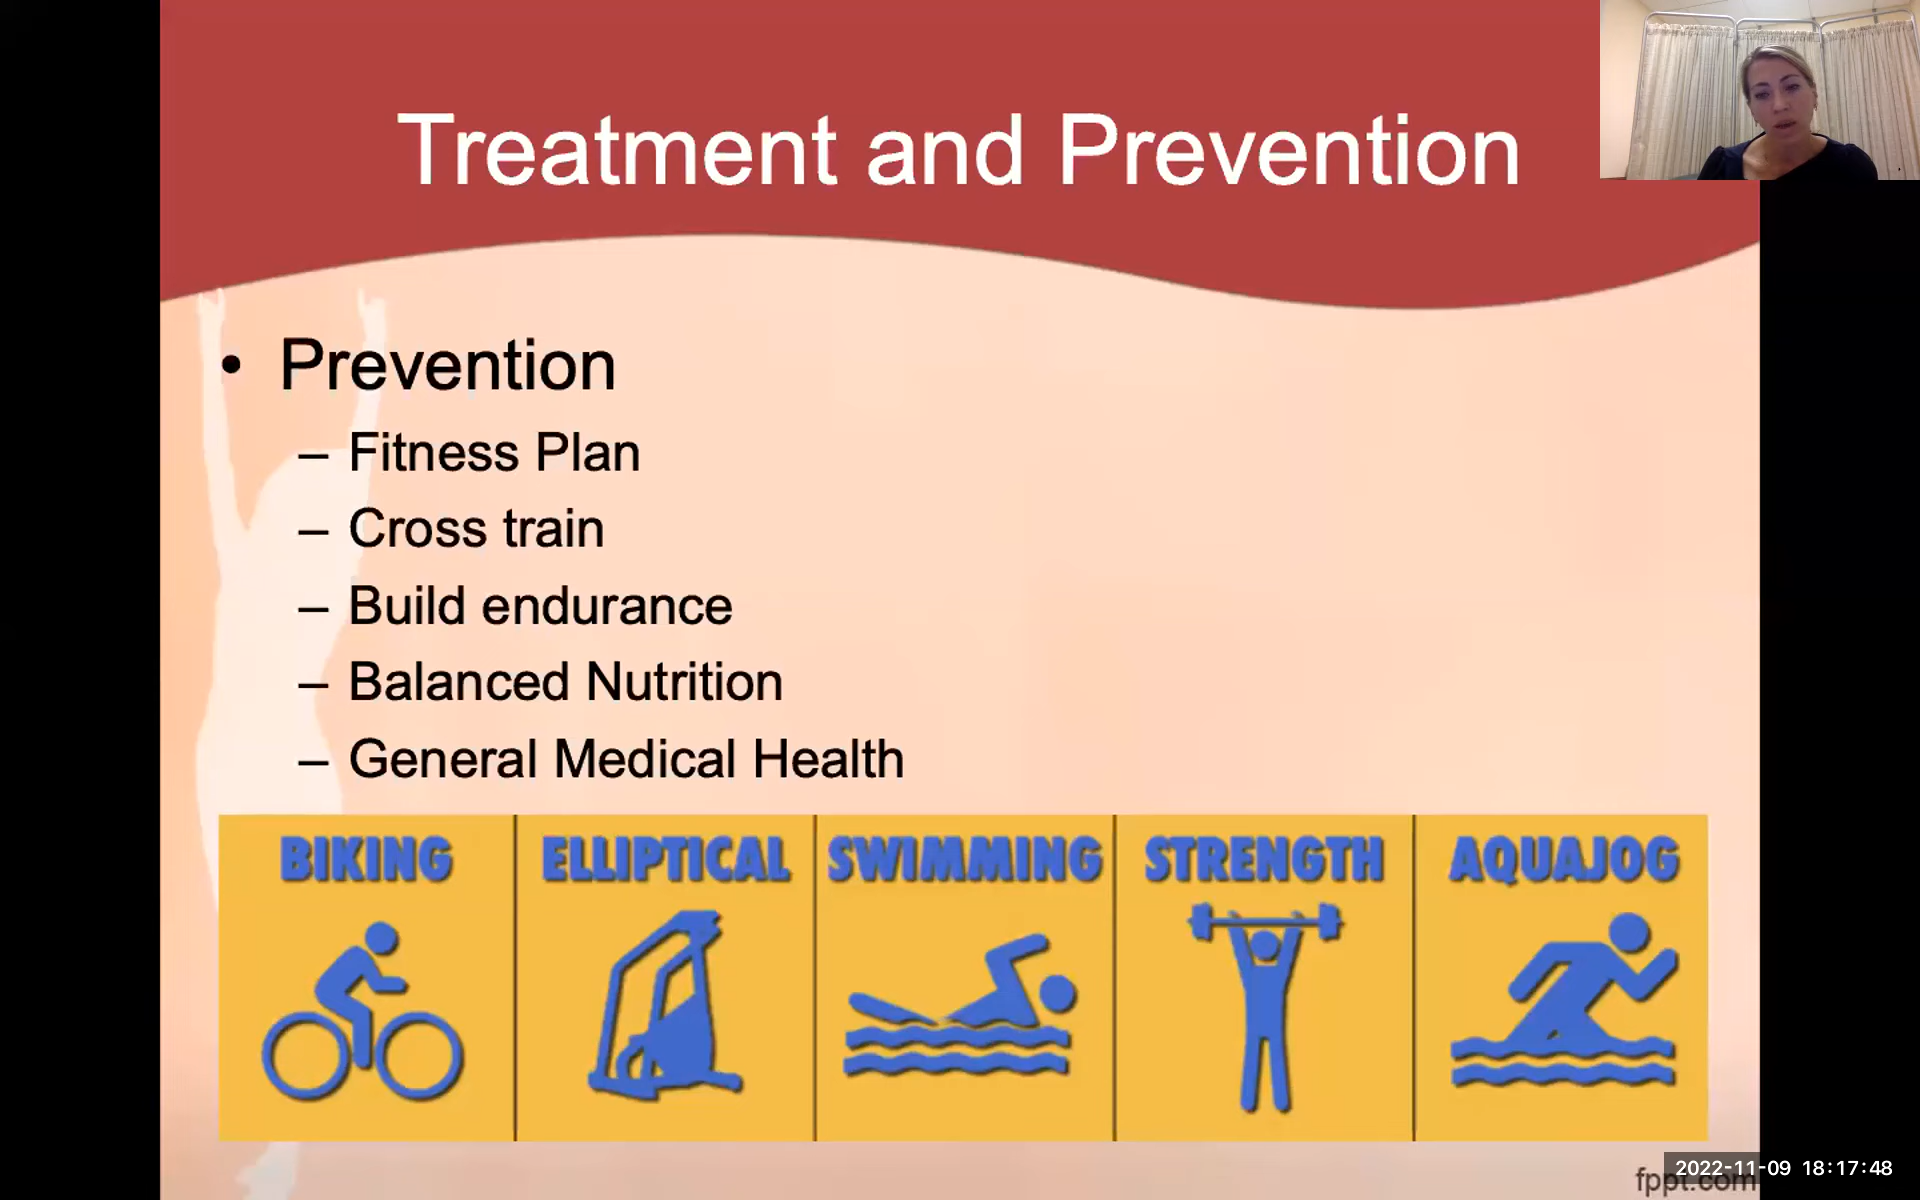 Treatment and Prevention
• Prevention
– Fitness Plan
– Cross train
– Build endurance
– Balanced Nutrition
– General Medical Health
BIKING ELLIPTICAL SWIMMING STRENGTH AQUAJOG
2022-11-09 18:17:48
fppt.com